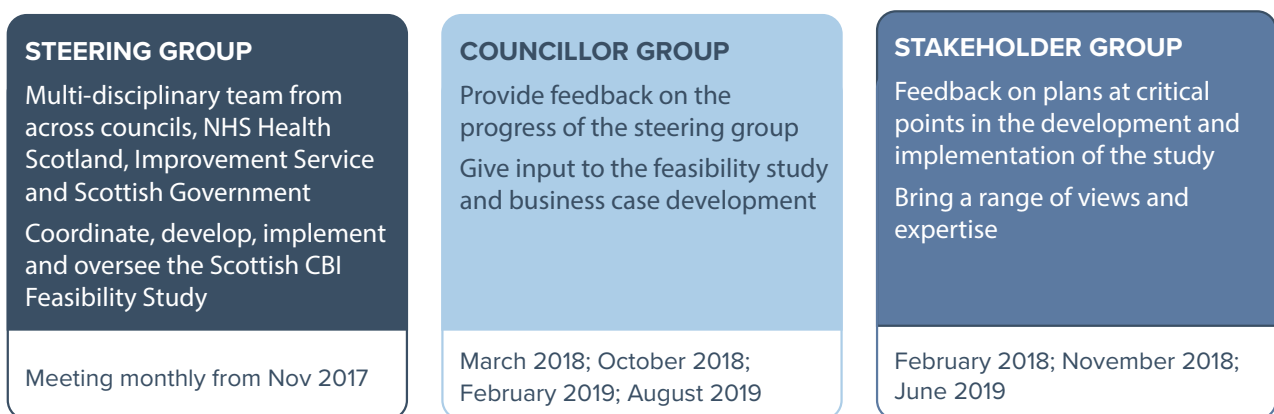 STEERING GROUP
Multi-disciplinary team from
across councils, NHS Health
Scotland, Improvement Service
and Scottish Government
Coordinate, develop, implement
and oversee the Scottish CBI
Feasibility Study
Meeting monthly from Nov 2017
COUNCILLOR GROUP
Provide feedback on the
progress of the steering group
Give input to the feasibility study
and business case development
March 2018; October 2018;
February 2019; August 2019
STAKEHOLDER GROUP
Feedback on plans at critical
points in the development and
implementation of the study
Bring a range of views and
expertise
February 2018; November 2018;
June 2019